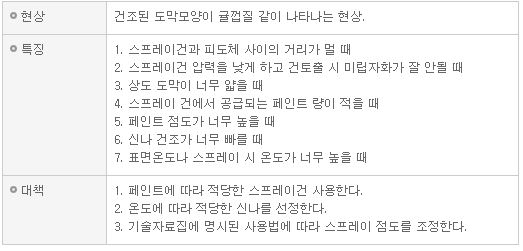 현상
건조된 도막모양이 귤껍질 같이 나타나는 현상.
특징
1. 스프레이건과 피도체 사이의 거리가 멀 때
2. 스프레이건 압력을 낮게 하고 건토출 시 미립자화가 잘 안될 때
3. 상도 도막이 너무 얇을 때
4. 스프레이 건에서 공급되는 페인트 량이 적을 때
5. 페인트 점도가 너무 높을 때
6. 신나 건조가 너무 빠를 때
7. 표면온도나 스프레이 시 온도가 너무 높을 때
대책
1. 페인트에 따라 적당한 스프레이건 사용한다.
2. 온도에 따라 적당한 신나를 선정한다.
3. 기술자료집에 명시된 사용법에 따라 스프레이 점도를 조정한다.